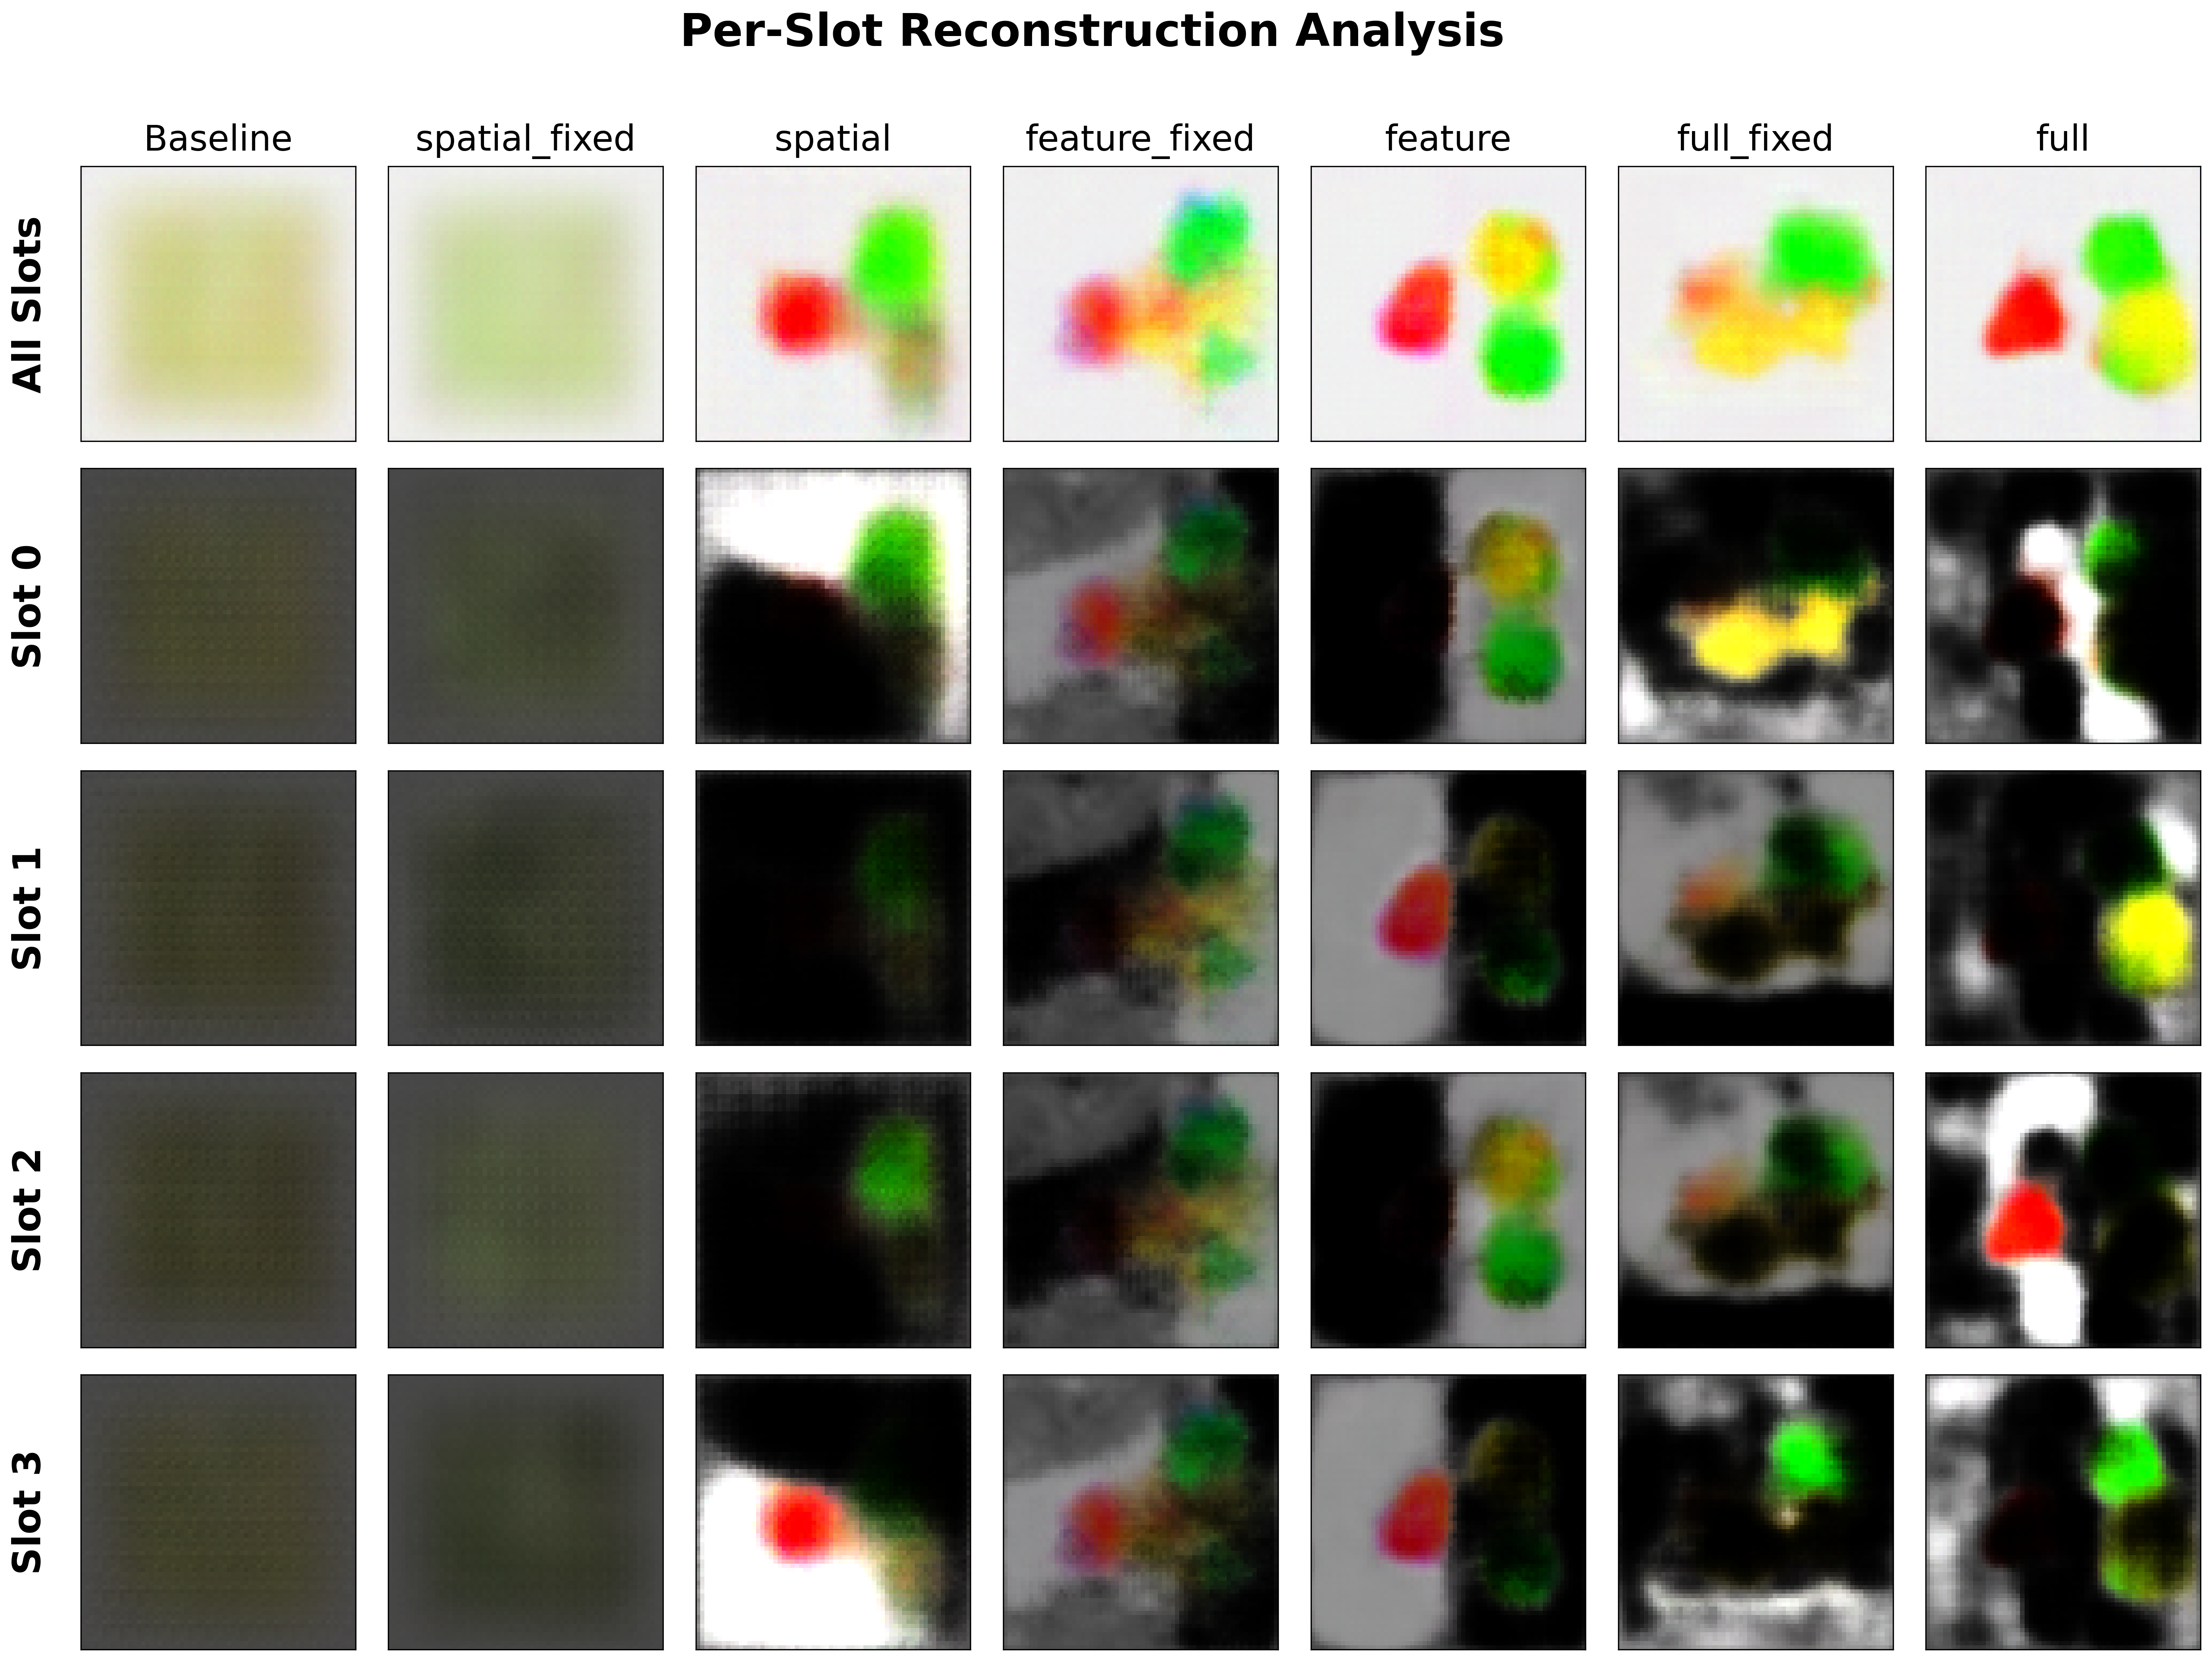 Per-Slot Reconstruction Analysis
Baseline spatial_fixed spatial feature_fixed feature full_fixed full
All Slots
Slot 0
Slot 1
Slot 2
Slot 3